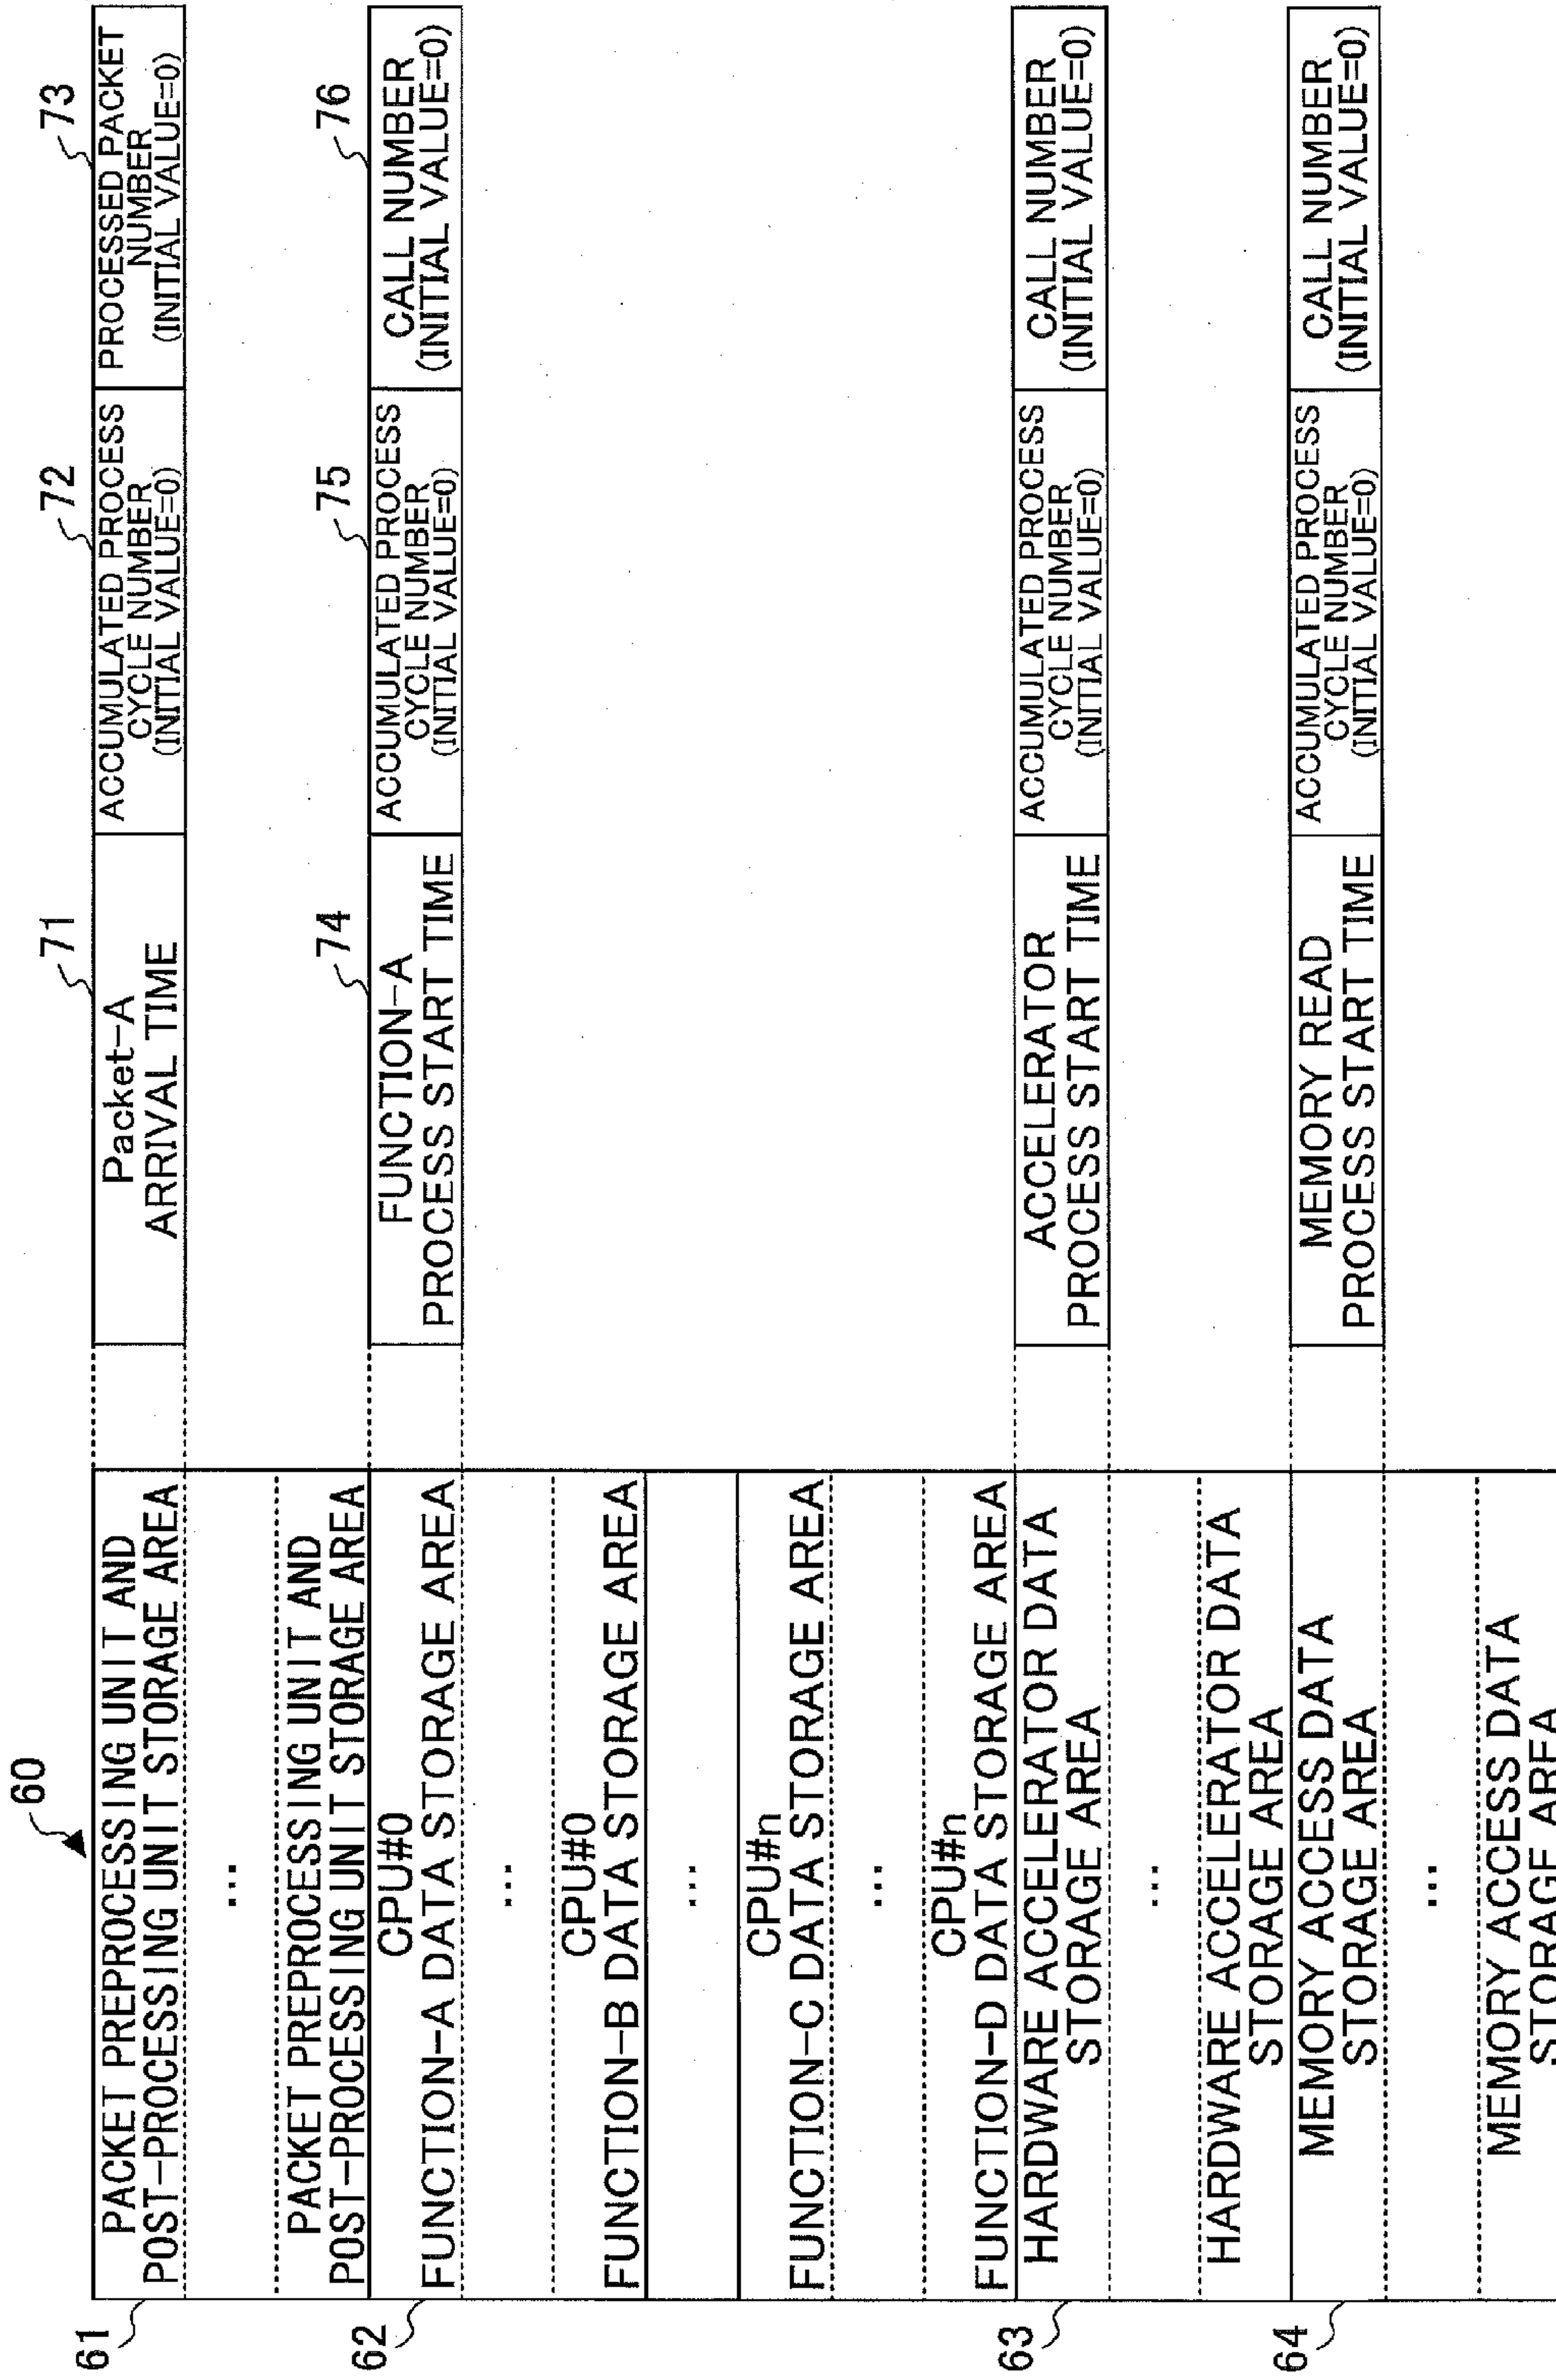 60
61
PACKET PREPROCESSING UNIT AND
POST-PROCESSING UNIT STORAGE AREA
...
PACKET PREPROCESSING UNIT AND
POST-PROCESSING UNIT STORAGE AREA
62
CPU#0
FUNCTION-A DATA STORAGE AREA
...
CPU#0
FUNCTION-B DATA STORAGE AREA
...
CPU#n
FUNCTION-C DATA STORAGE AREA
...
CPU#n
FUNCTION-D DATA STORAGE AREA
63
HARDWARE ACCELERATOR DATA
STORAGE AREA
...
HARDWARE ACCELERATOR DATA
STORAGE AREA
64
MEMORY ACCESS DATA
STORAGE AREA
...
MEMORY ACCESS DATA
STORAGE AREA
71
Packet-A
ARRIVAL TIME
72
ACCUMULATED PROCESS
CYCLE NUMBER
(INITIAL VALUE=0)
73
PROCESSED PACKET
NUMBER
(INITIAL VALUE=0)
74
FUNCTION-A
PROCESS START TIME
75
ACCUMULATED PROCESS
CYCLE NUMBER
(INITIAL VALUE=0)
76
CALL NUMBER
(INITIAL VALUE=0)
ACCELERATOR
PROCESS START TIME
ACCUMULATED PROCESS
CYCLE NUMBER
(INITIAL VALUE=0)
CALL NUMBER
(INITIAL VALUE=0)
MEMORY READ
PROCESS START TIME
ACCUMULATED PROCESS
CYCLE NUMBER
(INITIAL VALUE=0)
CALL NUMBER
(INITIAL VALUE=0)